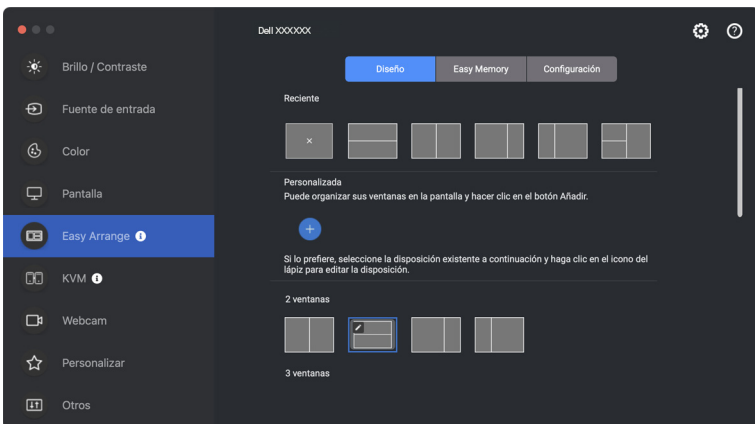 Dell XXXXXX
Brillo / Contraste
Fuente de entrada
Color
Pantalla
Easy Arrange
KVM
Webcam
Personalizar
Otros
Diseño
Easy Memory
Configuración
Reciente
Personalizada
Puede organizar sus ventanas en la pantalla y hacer clic en el botón Añadir.
Si lo prefiere, seleccione la disposición existente a continuación y haga clic en el icono del
lápiz para editar la disposición.
2 ventanas
3 ventanas